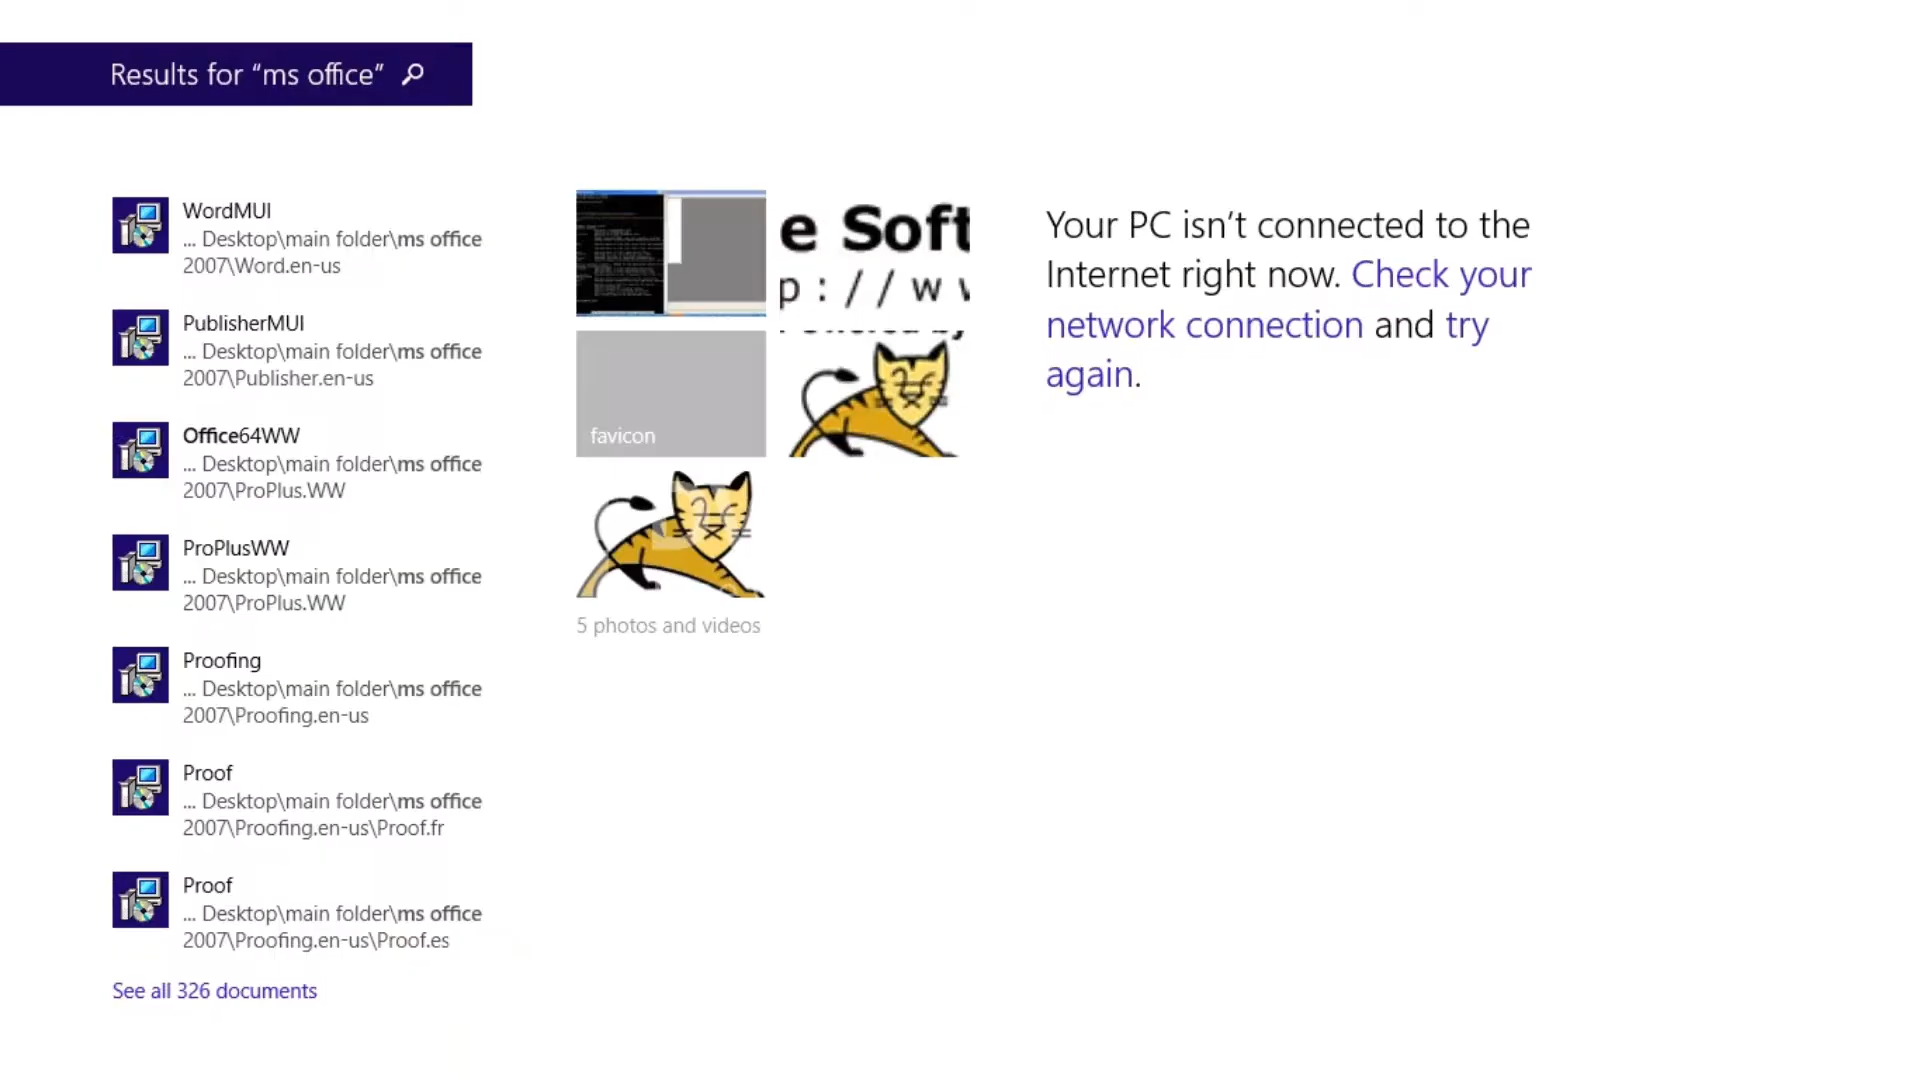 Results for “ms office”
WordMUI
... Desktop\main folder\ms office
2007\Word.en-us
PublisherMUI
... Desktop\main folder\ms office
2007\Publisher.en-us
Office64WW
... Desktop\main folder\ms office
2007\ProPlus.WW
ProPlusWW
... Desktop\main folder\ms office
2007\ProPlus.WW
Proofing
... Desktop\main folder\ms office
2007\Proofing.en-us
Proof
... Desktop\main folder\ms office
2007\Proofing.en-us\Proof.fr
Proof
... Desktop\main folder\ms office
2007\Proofing.en-us\Proof.es
See all 326 documents
e Soft
p://w
favicon
5 photos and videos
Your PC isn’t connected to the
Internet right now. Check your
network connection and try
again.